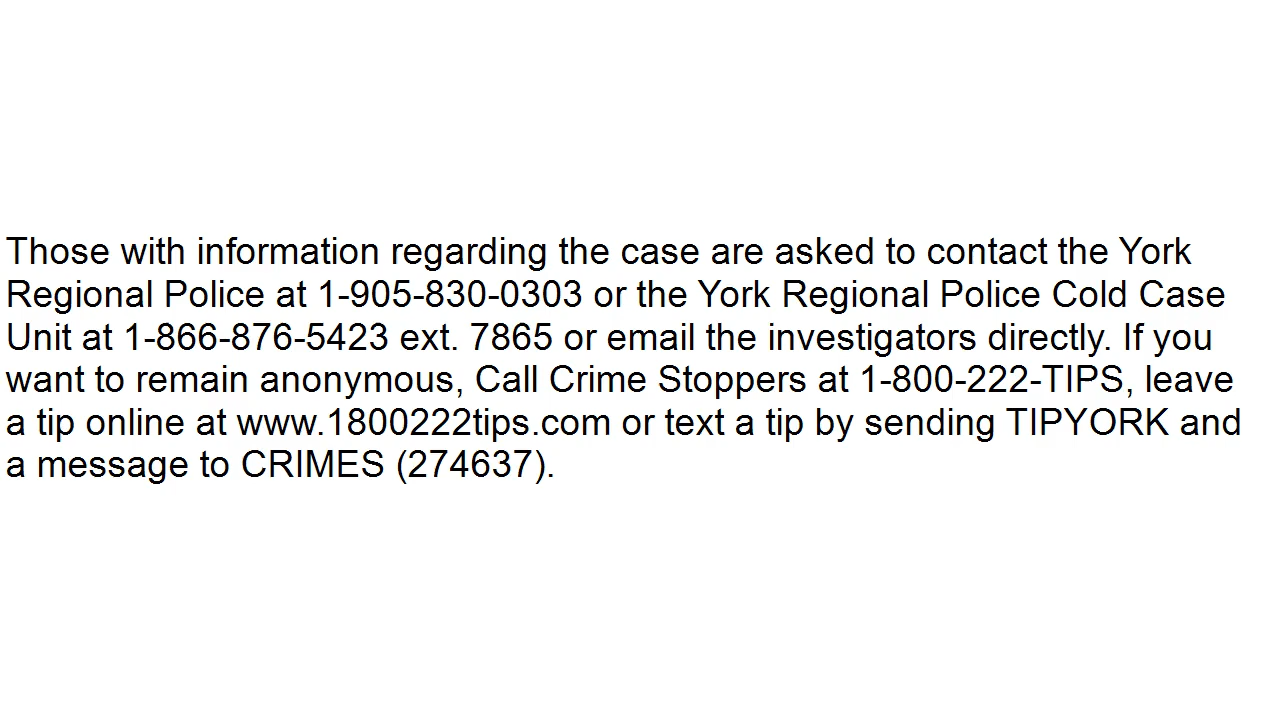 Those with information regarding the case are asked to contact the York
Regional Police at 1-905-830-0303 or the York Regional Police Cold Case
Unit at 1-866-876-5423 ext. 7865 or email the investigators directly. If you
want to remain anonymous, Call Crime Stoppers at 1-800-222-TIPS, leave
a tip online at www.1800222tips.com or text a tip by sending TIPYORK and
a message to CRIMES (274637).